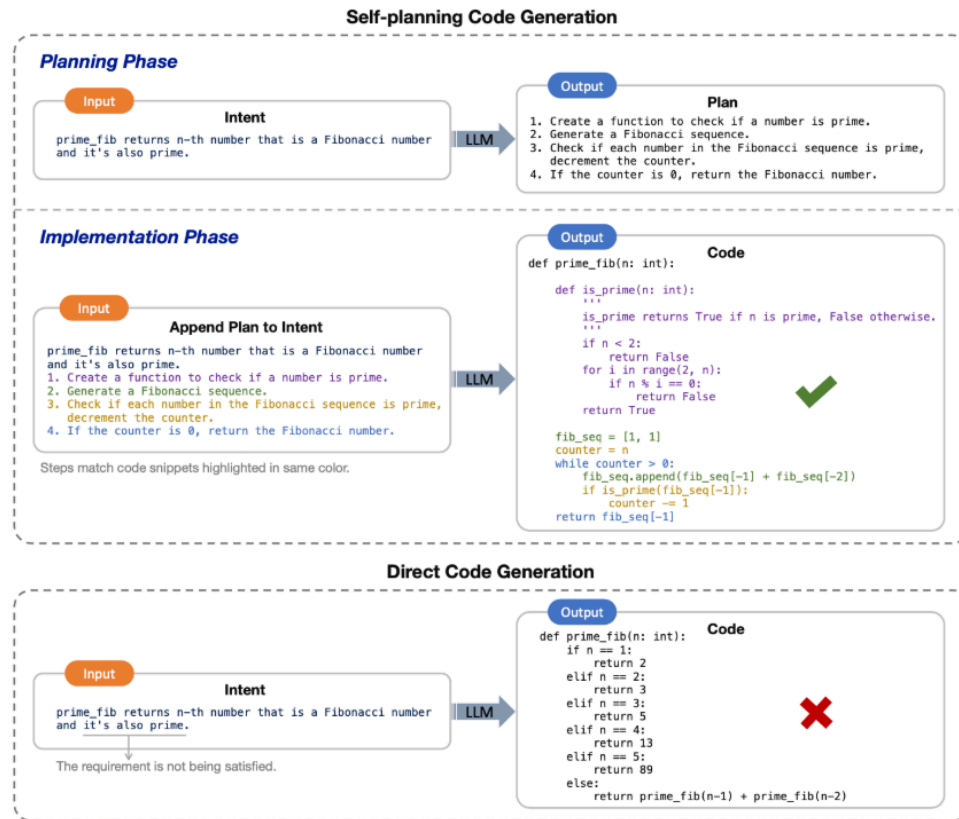 Self-planning Code Generation
Planning Phase
Input
Intent
prime_fib returns n-th number that is a Fibonacci number
and it's also prime.
LLM
Output
Plan
1. Create a function to check if a number is prime.
2. Generate a Fibonacci sequence.
3. Check if each number in the Fibonacci sequence is prime,
decrement the counter.
4. If the counter is 0, return the Fibonacci number.
Implementation Phase
Input
Append Plan to Intent
prime_fib returns n-th number that is a Fibonacci number
and it's also prime.
1. Create a function to check if a number is prime.
2. Generate a Fibonacci sequence.
3. Check if each number in the Fibonacci sequence is prime,
decrement the counter.
4. If the counter is 0, return the Fibonacci number.
Steps match code snippets highlighted in same color.
LLM
Output
Code
def prime_fib(n: int):
    def is_prime(n: int):
        '''
        is_prime returns True if n is prime, False otherwise.
        '''
        if n < 2:
            return False
        for i in range(2, n):
            if n % i == 0:
                return False
        return True
    fib_seq = [1, 1]
    counter = n
    while counter > 0:
        fib_seq.append(fib_seq[-1] + fib_seq[-2])
        if is_prime(fib_seq[-1]):
            counter -= 1
    return fib_seq[-1]
Direct Code Generation
Input
Intent
prime_fib returns n-th number that is a Fibonacci number
and it's also prime.
The requirement is not being satisfied.
LLM
Output
Code
def prime_fib(n: int):
    if n == 1:
        return 2
    elif n == 2:
        return 3
    elif n == 3:
        return 5
    elif n == 4:
        return 13
    elif n == 5:
        return 89
    else:
        return prime_fib(n-1) + prime_fib(n-2)